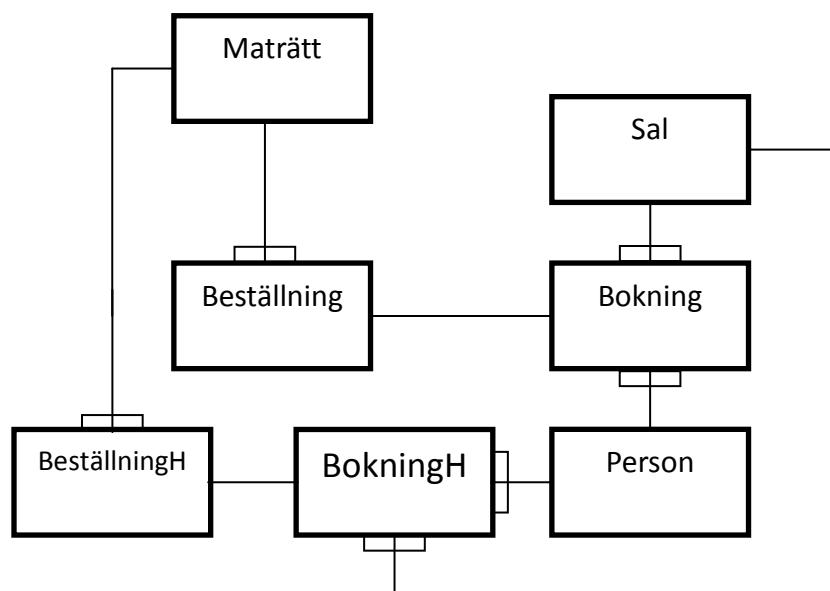 Maträtt
Sal
Beställning
Bokning
BeställningH
BokningH
Person